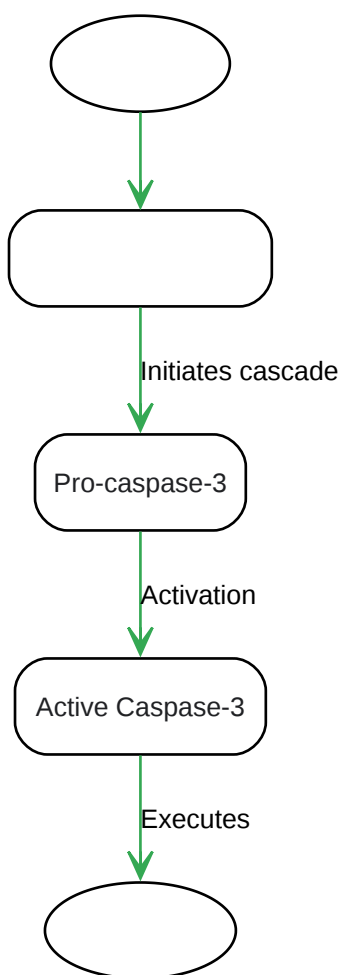 Initiates cascade
Pro-caspase-3
Activation
Active Caspase-3
Executes